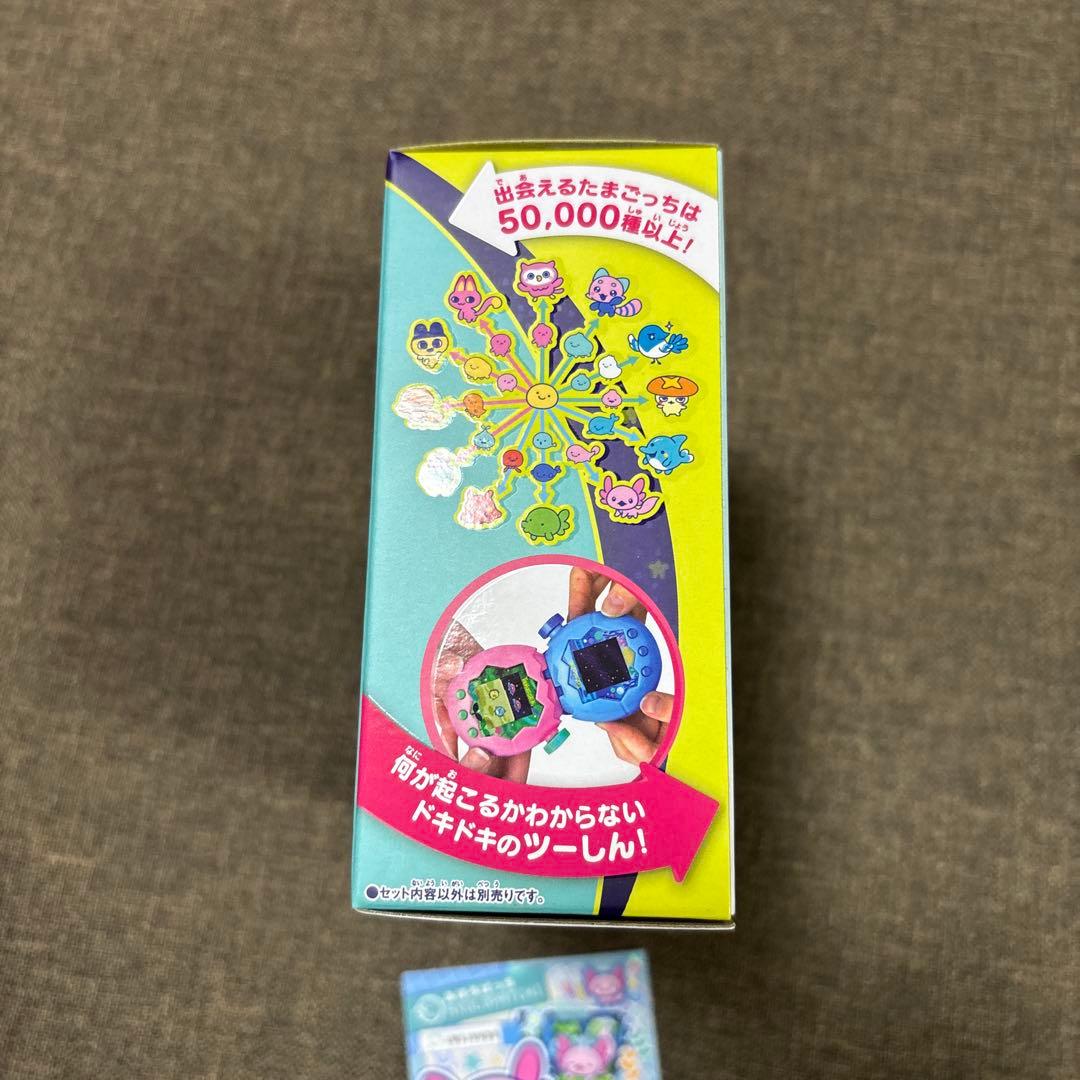 出会えるたまごっちは
50,000種以上!
何が起こるかわからない
ドキドキのツーしん!
●セット内容以外は別売りです。